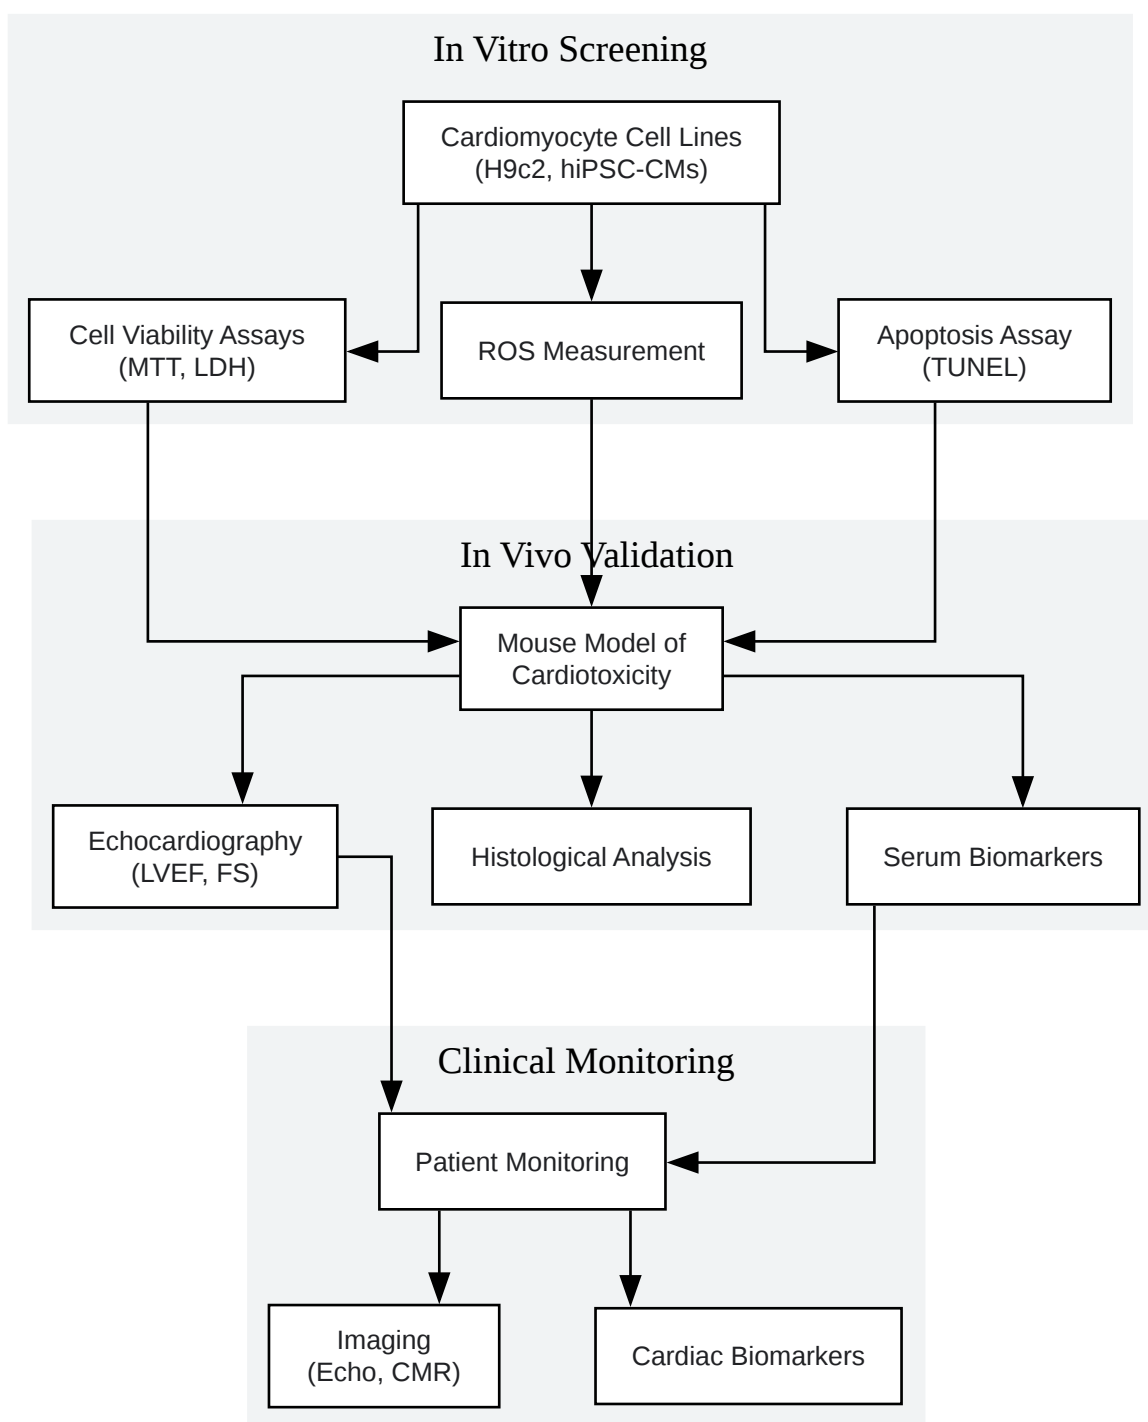 In Vitro Screening
Cardiomyocyte Cell Lines
(H9c2, hiPSC-CMs)
Cell Viability Assays
(MTT, LDH)
ROS Measurement
Apoptosis Assay
(TUNEL)
In Vivo Validation
Mouse Model of
Cardiotoxicity
Echocardiography
(LVEF, FS)
Histological Analysis
Serum Biomarkers
Clinical Monitoring
Patient Monitoring
Imaging
(Echo, CMR)
Cardiac Biomarkers